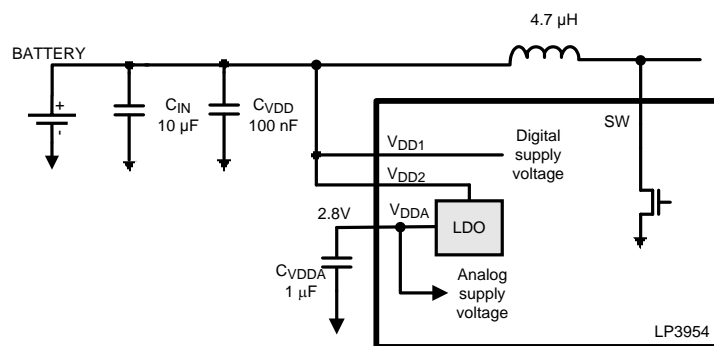 4.7 µH
BATTERY
+
-
CIN
10 µF
CVDD
100 nF
SW
VDD1
Digital
supply
voltage
VDD2
2.8V
VDDA
LDO
CVDDA
1 µF
Analog
supply
voltage
LP3954